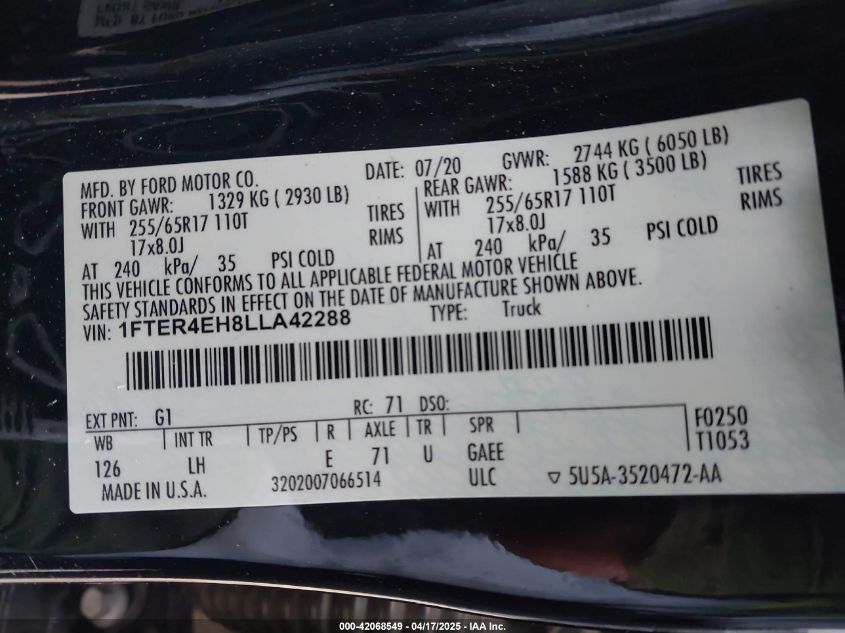 MFD. BY FORD MOTOR CO. DATE: 07/20 GVWR: 2744 KG ( 6050 LB)
FRONT GAWR: 1329 KG ( 2930 LB) REAR GAWR: 1588 KG ( 3500 LB)
WITH 255/65R17 110T TIRES WITH 255/65R17 110T TIRES
17x8.0J RIMS 17x8.0J RIMS
AT 240 kPa/ 35 PSI COLD AT 240 kPa/ 35 PSI COLD
THIS VEHICLE CONFORMS TO ALL APPLICABLE FEDERAL MOTOR VEHICLE
SAFETY STANDARDS IN EFFECT ON THE DATE OF MANUFACTURE SHOWN ABOVE.
VIN: 1FTER4EH8LLA42288 TYPE: Truck
EXT PNT: G1 RC: 71 DSO:
WB INT TR TP/PS R AXLE TR SPR F0250
126 LH E 71 U GAEE T1053
MADE IN U.S.A. 3202007066514 ULC ▽ 5U5A-3520472-AA
000-42068549 - 04/17/2025 - IAA Inc.